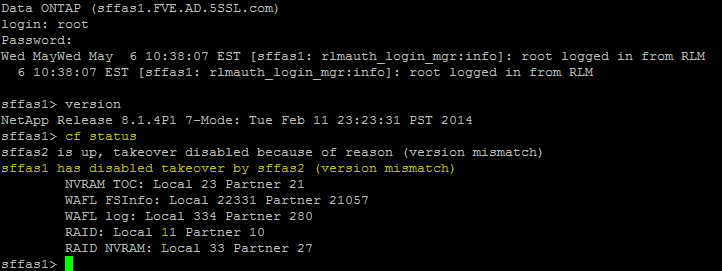 Data ONTAP (sffas1.FVE.AD.5SSL.com)
login: root
Password:
Wed MayWed May  6 10:38:07 EST [sffas1: rlmauth_login_mgr:info]: root logged in from RLM
  6 10:38:07 EST [sffas1: rlmauth_login_mgr:info]: root logged in from RLM
sffas1> version
NetApp Release 8.1.4P1 7-Mode: Tue Feb 11 23:23:31 PST 2014
sffas1> cf status
sffas2 is up, takeover disabled because of reason (version mismatch)
sffas1 has disabled takeover by sffas2 (version mismatch)
        NVRAM TOC: Local 23 Partner 21
        WAFL FSInfo: Local 22331 Partner 21057
        WAFL log: Local 334 Partner 280
        RAID: Local 11 Partner 10
        RAID NVRAM: Local 33 Partner 27
sffas1>